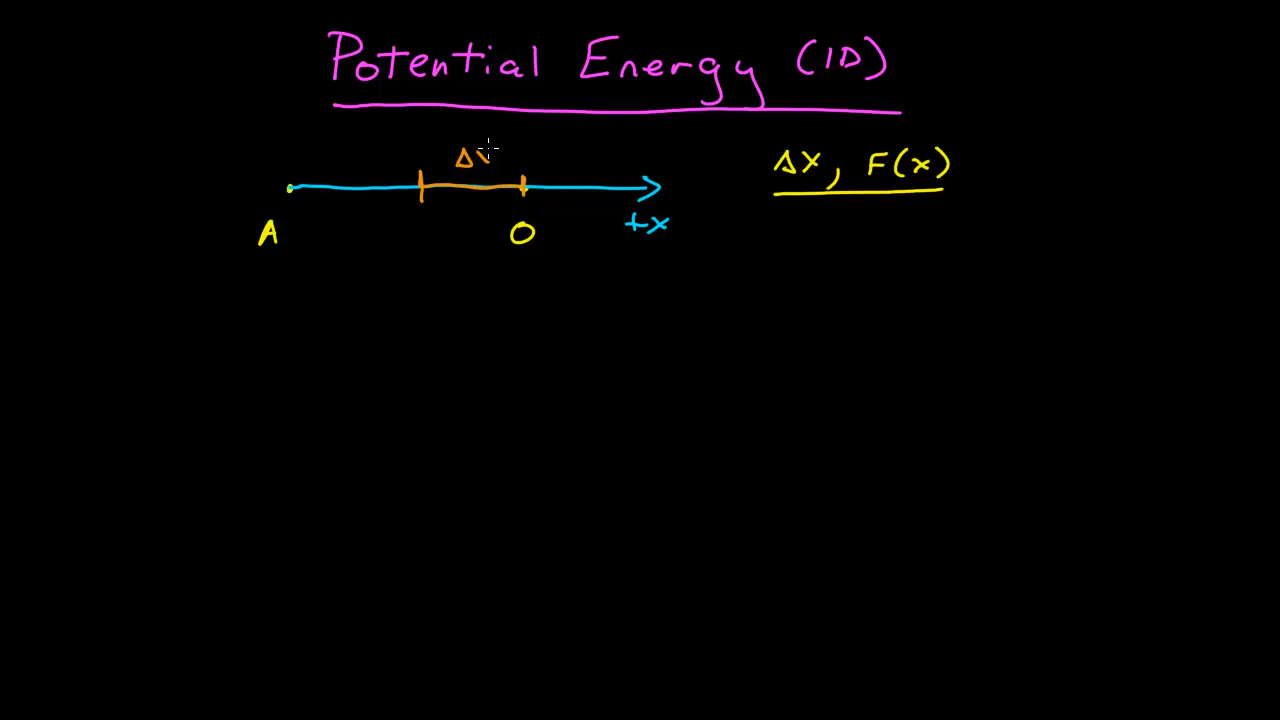 Potential Energy (1D)
Δ
Δx, F(x)
A
O
+x